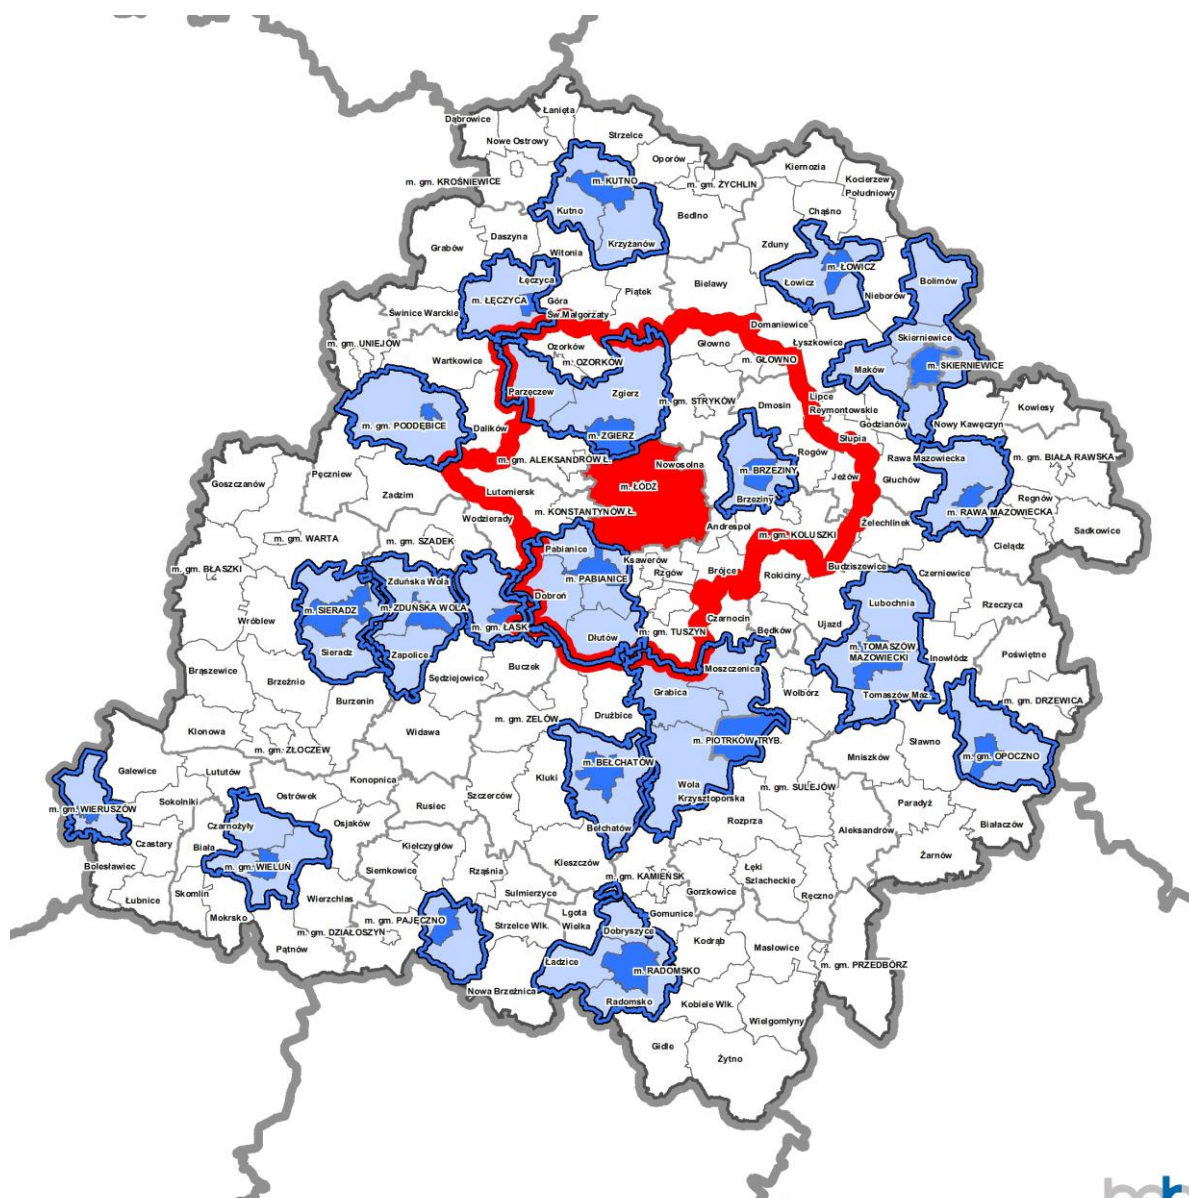 Łanięta
Dąbrowice
Strzelce
Nowe Ostrowy
Oporów
Kiernozia
m. gm. KROŚNIEWICE
m. KUTNO
m. gm. ŻYCHLIN
Kocierzew
Południowy
Kutno
Bedlno
Chąśno
Krzyżanów
Daszyna
Grabów
Witonia
Zduny
m. ŁOWICZ
Łęczyca
Bielawy
Łowicz
Bolimów
m. ŁĘCZYCA
Góra
Św.Małgorzaty
Piątek
Nieborów
Świnice Warckie
Domaniewice
m. gm. UNIEJÓW
Ozorków
Głowno
Łyszkowice
Skierniewice
Wartkowice
m. OZORKÓW
m. GŁOWNO
m. SKIERNIEWICE
Maków
Parzęczew
Zgierz
m. gm. STRYKÓW
Dmosin
Lipce
Reymontowskie
Kowiesy
m. gm. PODDĘBICE
Dalików
m. ZGIERZ
Godzianów
Nowy Kawęczyn
Słupia
m. gm. ALEKSANDRÓW Ł.
Nowosolna
m. BRZEZINY
Rogów
Rawa Mazowiecka
m. gm. BIAŁA RAWSKA
Pęczniew
Goszczanów
Zadzim
Lutomiersk
m. ŁÓDŹ
Brzeziny
Jeżów
Głuchów
Regnów
m. KONSTANTYNÓW Ł.
m. RAWA MAZOWIECKA
Wodzierady
Andrespol
m. gm. KOLUSZKI
Żelechlinek
Sadkowice
m. gm. WARTA
m. gm. SZADEK
Pabianice
Cielądz
Ksawerów
m. gm. BŁASZKI
Brójce
Budziszewice
Rzgów
Rokiciny
Czerniewice
Zduńska Wola
m. PABIANICE
m. SIERADZ
m. ZDUŃSKA WOLA
Dobroń
Lubochnia
Rzeczyca
Wróblew
m. gm. ŁASK
Czarnocin
Ujazd
Dłutów
m. gm. TUSZYN
Będków
Sieradz
Zapolice
m. TOMASZÓW
MAZOWIECKI
Inowłódz
Poświętne
Brąszewice
Brzeźnio
Sędziejowice
Buczek
Moszczenica
Wolbórz
Tomaszów Maz.
Grabica
m. gm. DRZEWICA
Burzenin
Klonowa
m. gm. ZELÓW
Drużbice
Widawa
m. PIOTRKÓW TRYB.
Sławno
m. gm. ZŁOCZEW
Mniszków
m. gm. OPOCZNO
Galewice
Lututów
Konopnica
Kluki
m. BEŁCHATÓW
Wola
Krzysztoporska
m. gm. SULEJÓW
Ostrówek
Szczerców
Sokolniki
Rusiec
Paradyż
m. gm. WIERUSZÓW
Osjaków
Rozprza
Czarnożyły
Bełchatów
Aleksandrów
Białaczów
Czastary
Biała
Kiełczygłów
Żarnów
Bolesławiec
m. gm. WIELUŃ
Siemkowice
Rząśnia
Kleszczów
Łęki
Szlacheckie
m. gm. KAMIEŃSK
Skomlin
Wierzchlas
Sulmierzyce
Gorzkowice
Ręczno
Łubnice
Mokrsko
m. gm. PAJĘCZNO
Lgota
Wielka
Gomunice
Strzelce Wlk.
m. gm. DZIAŁOSZYN
Dobryszyce
Kodrąb
Masłowice
Pątnów
Ładzice
m. RADOMSKO
m. gm. PRZEDBÓRZ
Nowa Brzeźnica
Radomsko
Kobiele Wlk.
Wielgomłyny
Gidle
Żytno